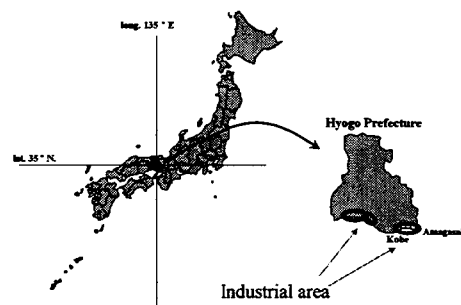 long. 135 ° E
Hyogo Prefecture
lat. 35 ° N.
Kobe
Amagasa
Industrial area